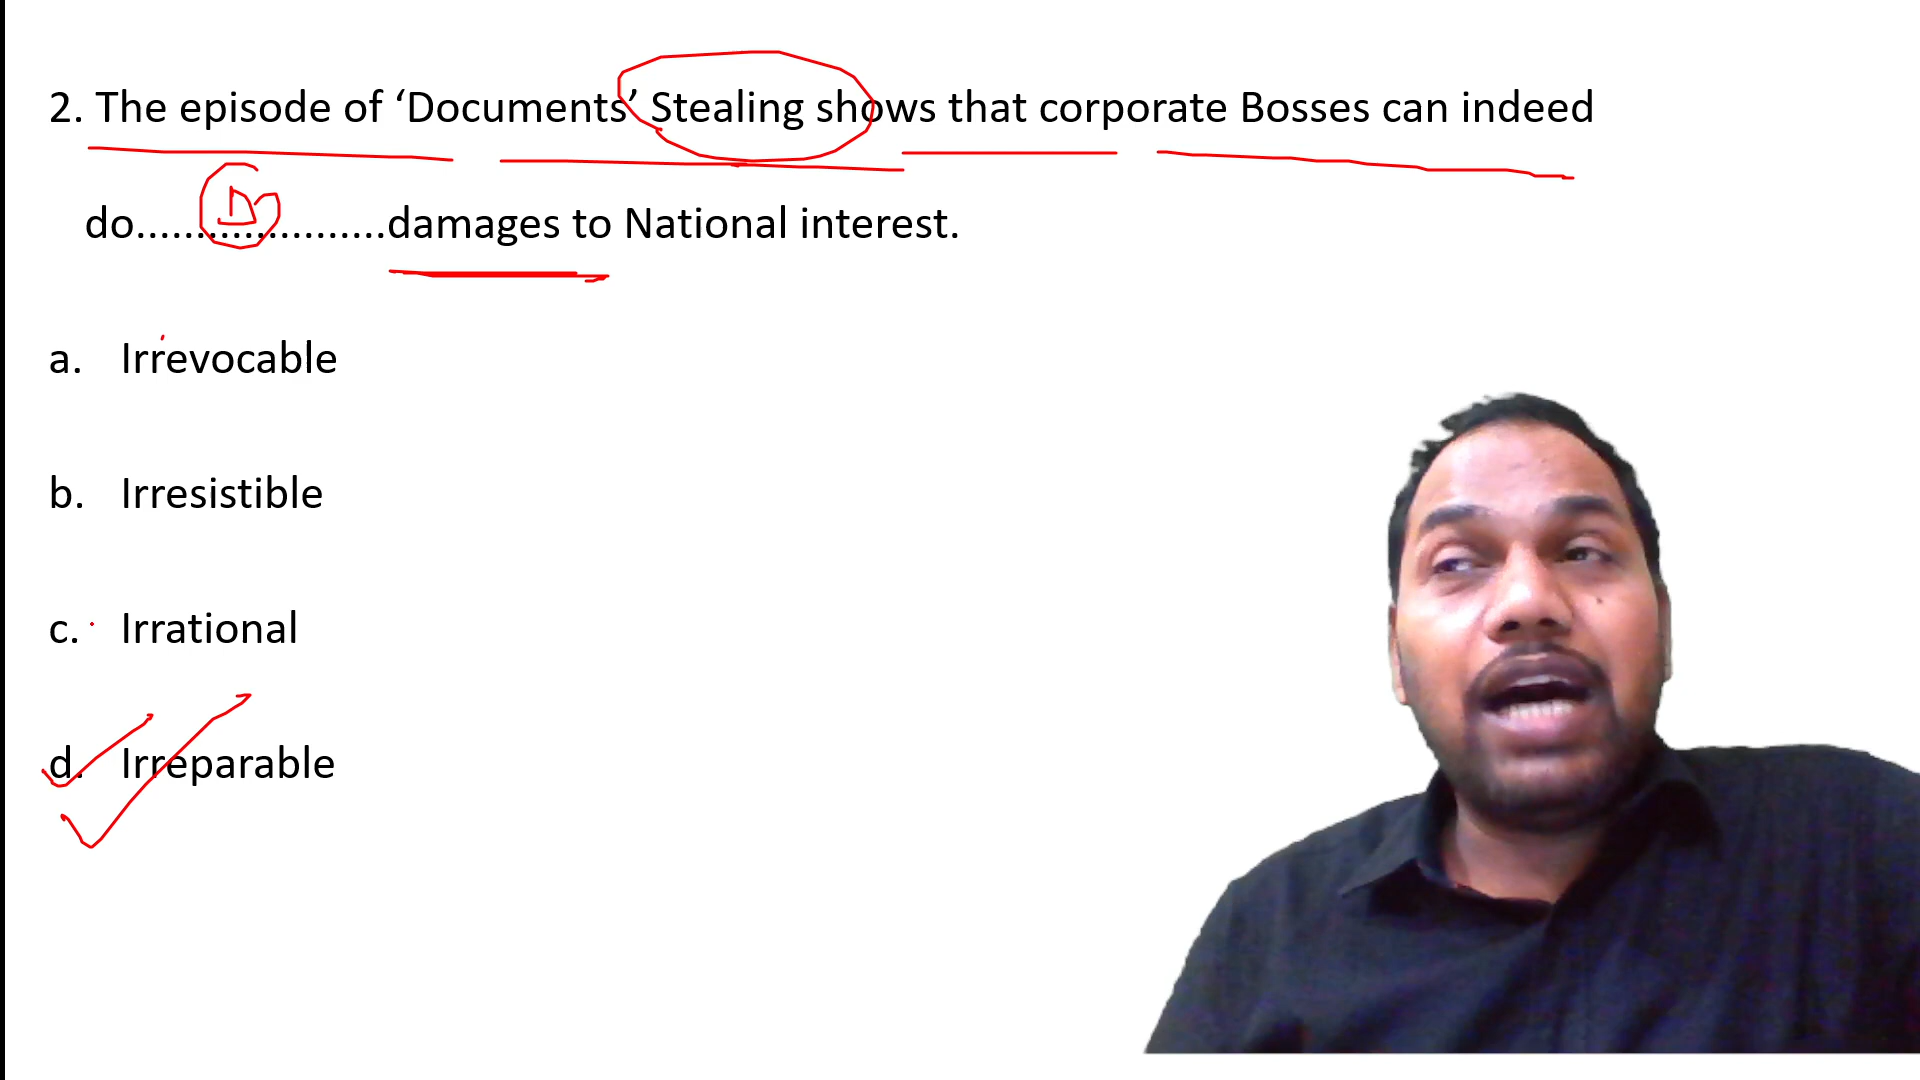 2. The episode of ‘Documents’ Stealing shows that corporate Bosses can indeed
do.....................damages to National interest.
a. Irrevocable
b. Irresistible
c. Irrational
d. Irreparable